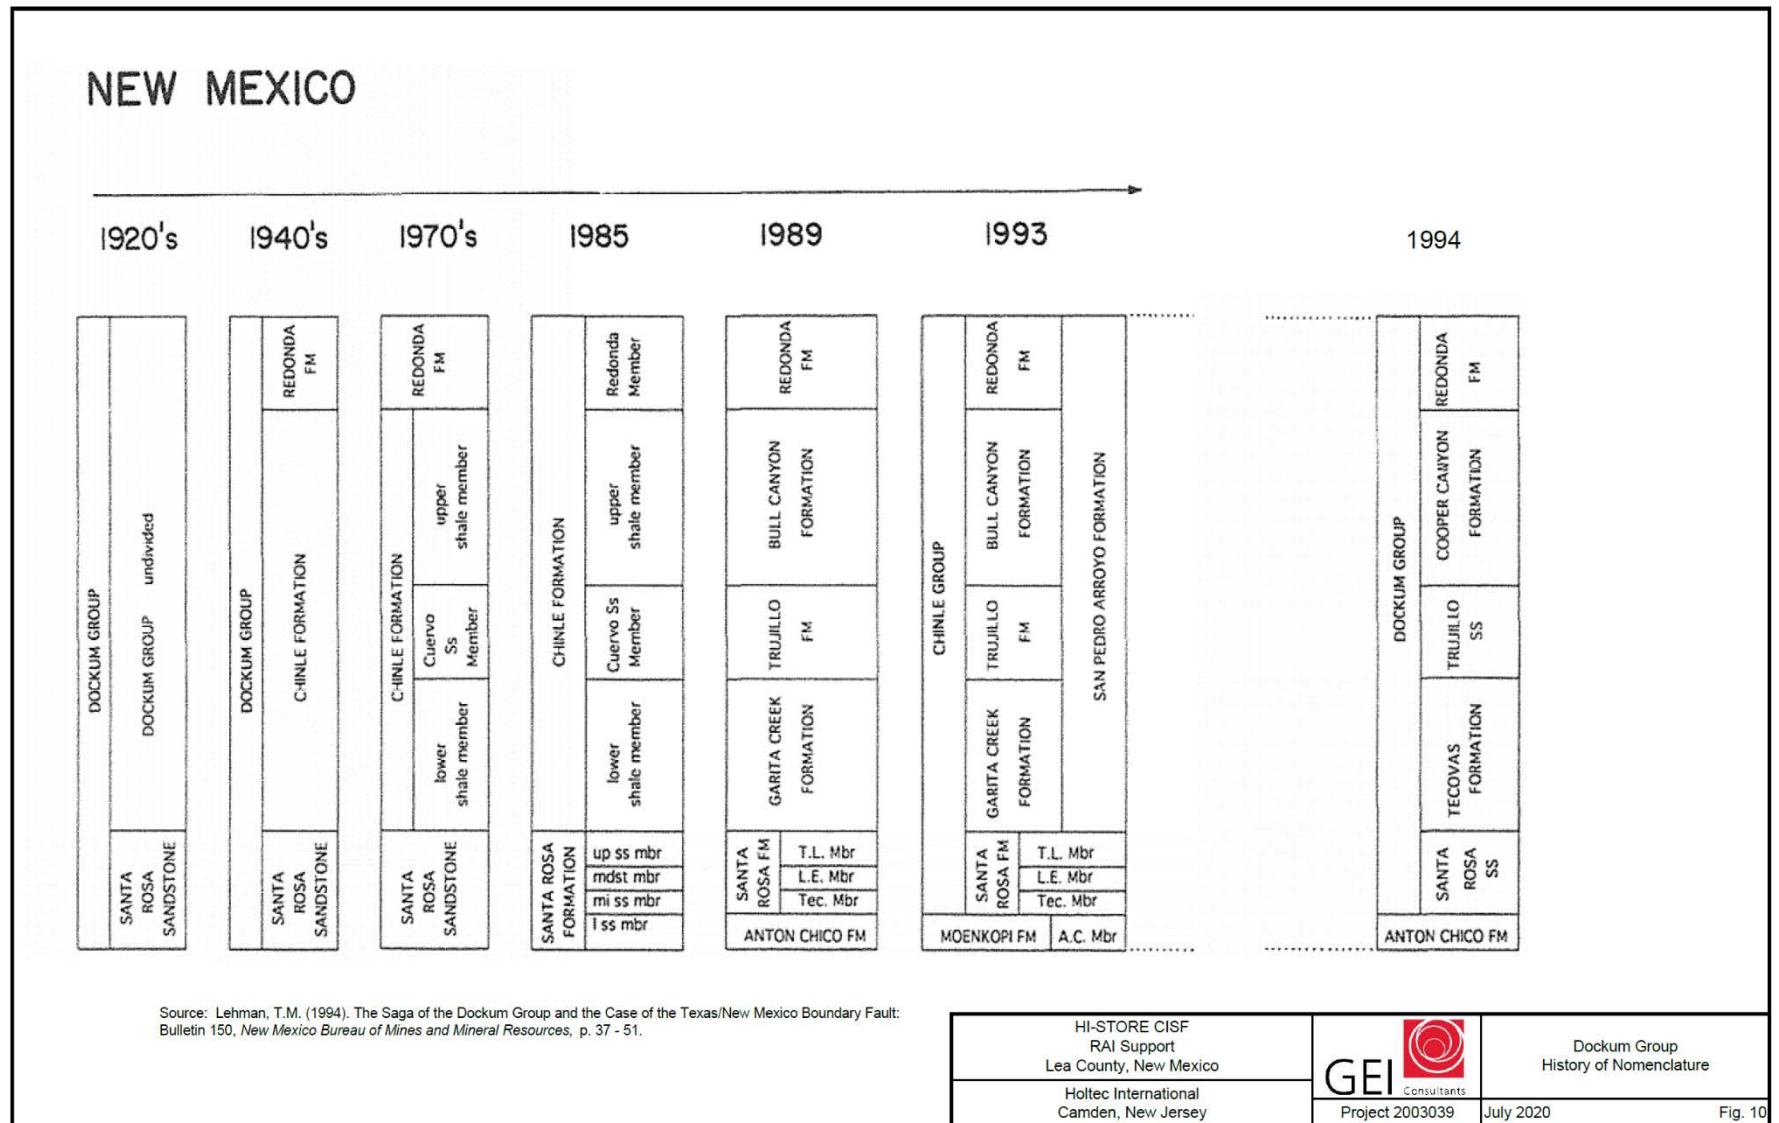 NEW MEXICO
1920's
1940's
1970's
1985
1989
1993
1994
DOCKUM GROUP
DOCKUM GROUP undivided
SANTA
ROSA
SANDSTONE
DOCKUM GROUP
REDONDA
FM
CHINLE FORMATION
SANTA
ROSA
SANDSTONE
REDONDA
FM
CHINLE FORMATION
upper
shale member
Cuervo
Ss
Member
lower
shale member
SANTA
ROSA
SANDSTONE
CHINLE FORMATION
Redonda
Member
upper
shale member
Cuervo Ss
Member
lower
shale member
SANTA ROSA
FORMATION
up ss mbr
mdst mbr
mi ss mbr
l ss mbr
REDONDA
FM
BULL CANYON
FORMATION
TRUJILLO
FM
GARITA CREEK
FORMATION
SANTA
ROSA FM
T.L. Mbr
L.E. Mbr
Tec. Mbr
ANTON CHICO FM
CHINLE GROUP
REDONDA
FM
BULL CANYON
FORMATION
TRUJILLO
FM
GARITA CREEK
FORMATION
SAN PEDRO ARROYO FORMATION
SANTA
ROSA FM
T.L. Mbr
L.E. Mbr
Tec. Mbr
MOENKOPI FM
A.C. Mbr
DOCKUM GROUP
REDONDA
FM
COOPER CANYON
FORMATION
TRUJILLO
SS
TECOVAS
FORMATION
SANTA
ROSA
SS
ANTON CHICO FM
Source: Lehman, T.M. (1994). The Saga of the Dockum Group and the Case of the Texas/New Mexico Boundary Fault:
Bulletin 150, New Mexico Bureau of Mines and Mineral Resources, p. 37 - 51.
HI-STORE CISF
RAI Support
Lea County, New Mexico
Holtec International
Camden, New Jersey
GEI
Consultants
Project 2003039
Dockum Group
History of Nomenclature
July 2020
Fig. 10